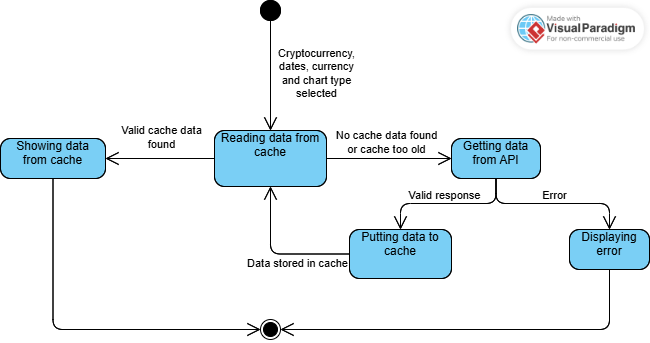 Made with
VisualParadigm
For non-commercial use
Cryptocurrency,
dates, currency
and chart type
selected
Valid cache data
found
Showing data
from cache
Reading data from
cache
No cache data found
or cache too old
Getting data
from API
Valid response
Error
Putting data to
cache
Displaying
error
Data stored in cache